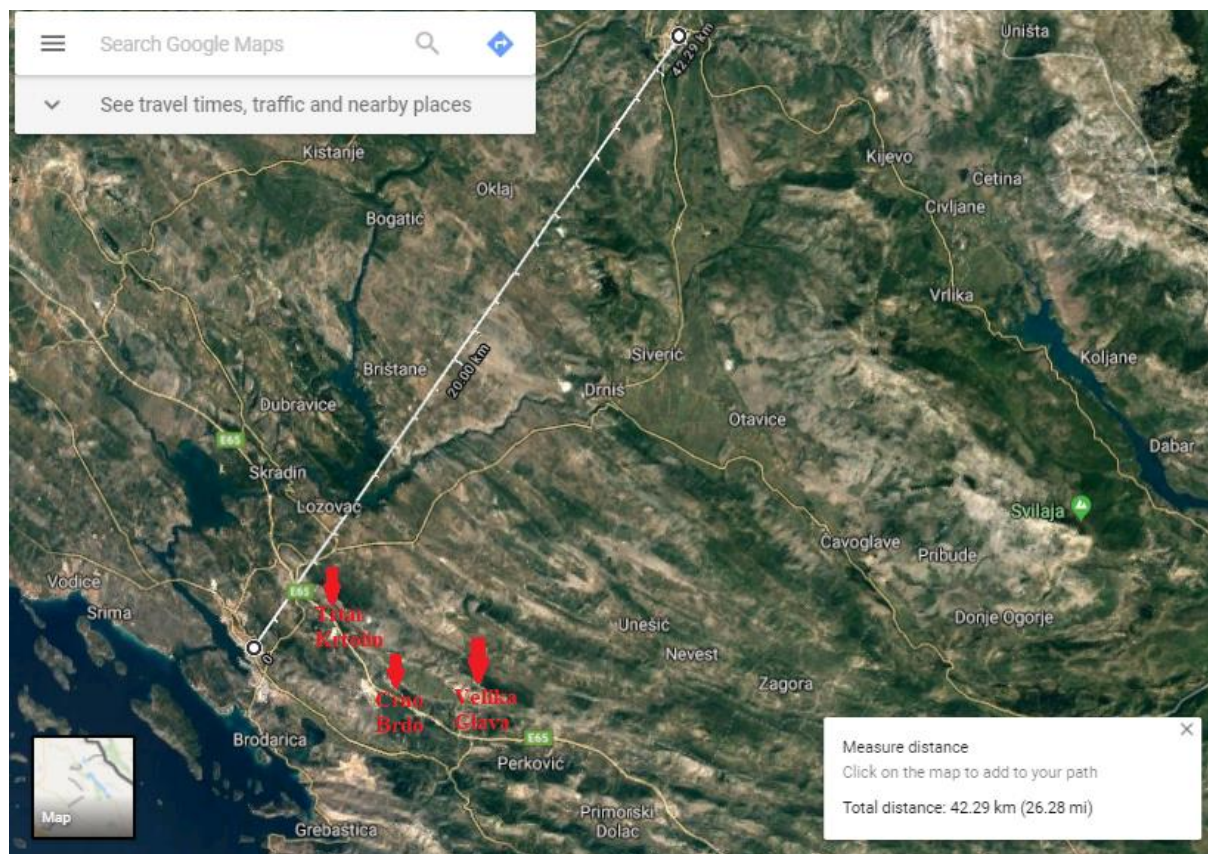 Search Google Maps
See travel times, traffic and nearby places
Uništa
42.29 km
Kistanje
Kijevo
Oklaj
Cetina
Bogatić
Civljane
Vrlika
Siverić
Koljane
20.00 km
Brištane
Drniš
Dubravice
Otavice
E65
Dabar
Skradin
Lozovac
Svilaja
Čavoglave
Pribude
Vodice
E65
Srima
Trtar
Krtolin
Donje Ogorje
Unešić
0
Nevest
Crno
Brdo
Velika
Glava
Zagora
Brodarica
E65
Perković
Primorski
Dolac
Grebaštica
Map
Measure distance
Click on the map to add to your path
Total distance: 42.29 km (26.28 mi)